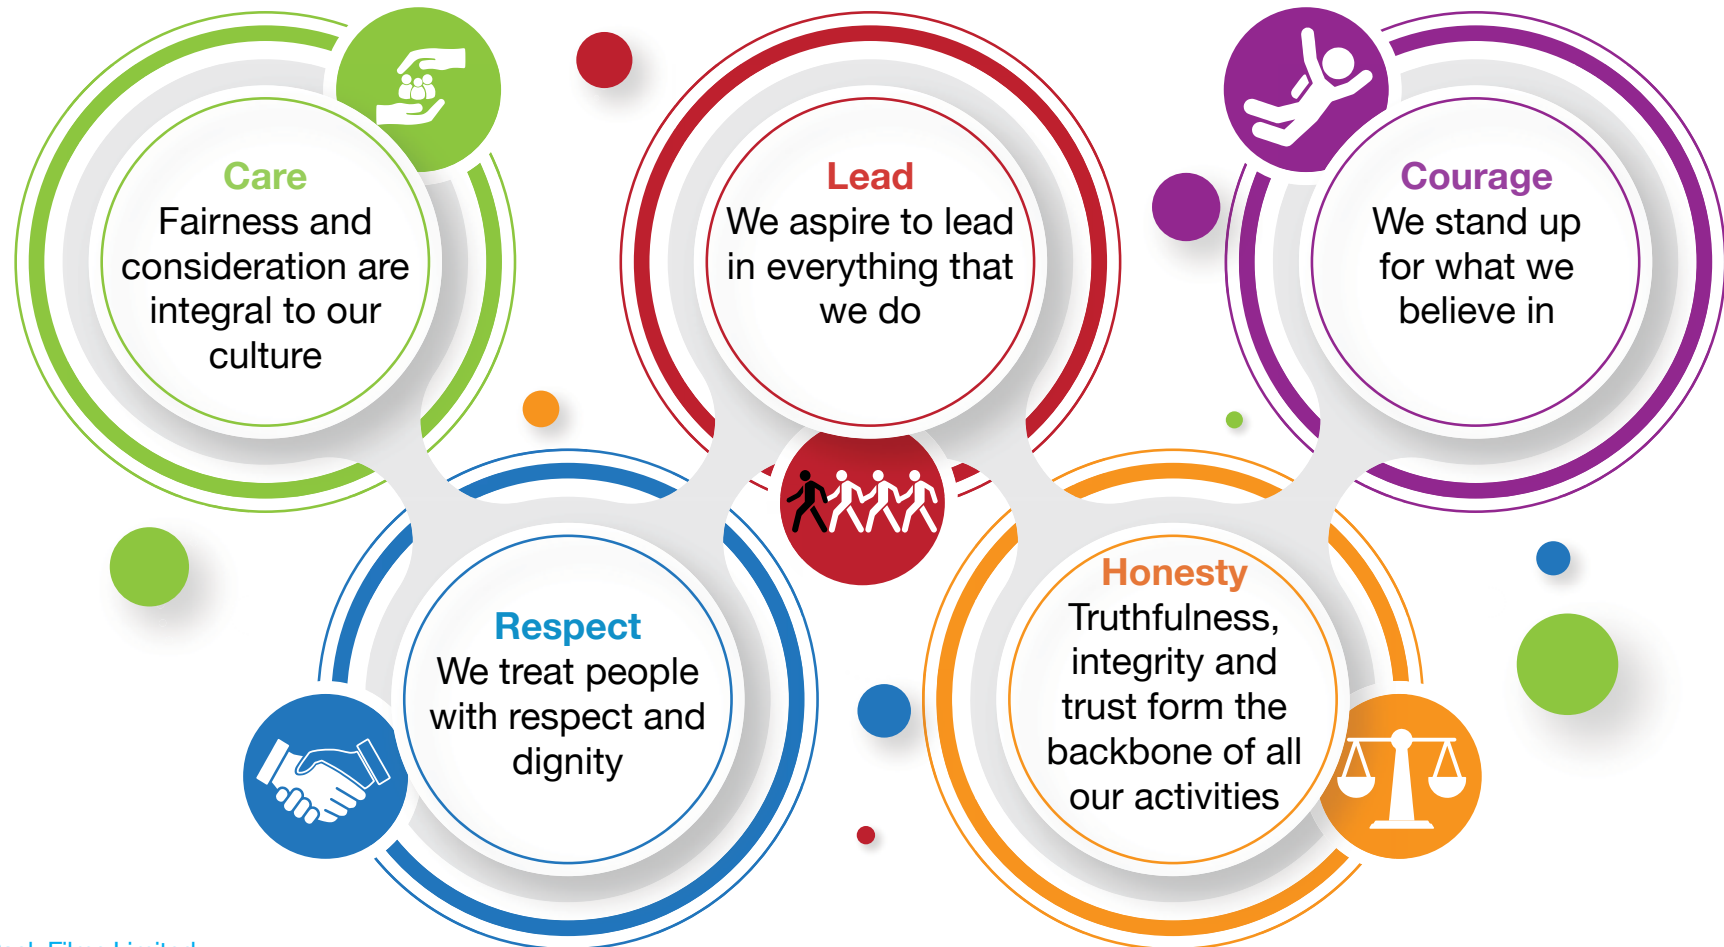 Care
Fairness and
consideration are
integral to our
culture
Respect
We treat people
with respect and
dignity
Lead
We aspire to lead
in everything that
we do
Honesty
Truthfulness,
integrity and
trust form the
backbone of all
our activities
Courage
We stand up
for what we
believe in
Limited